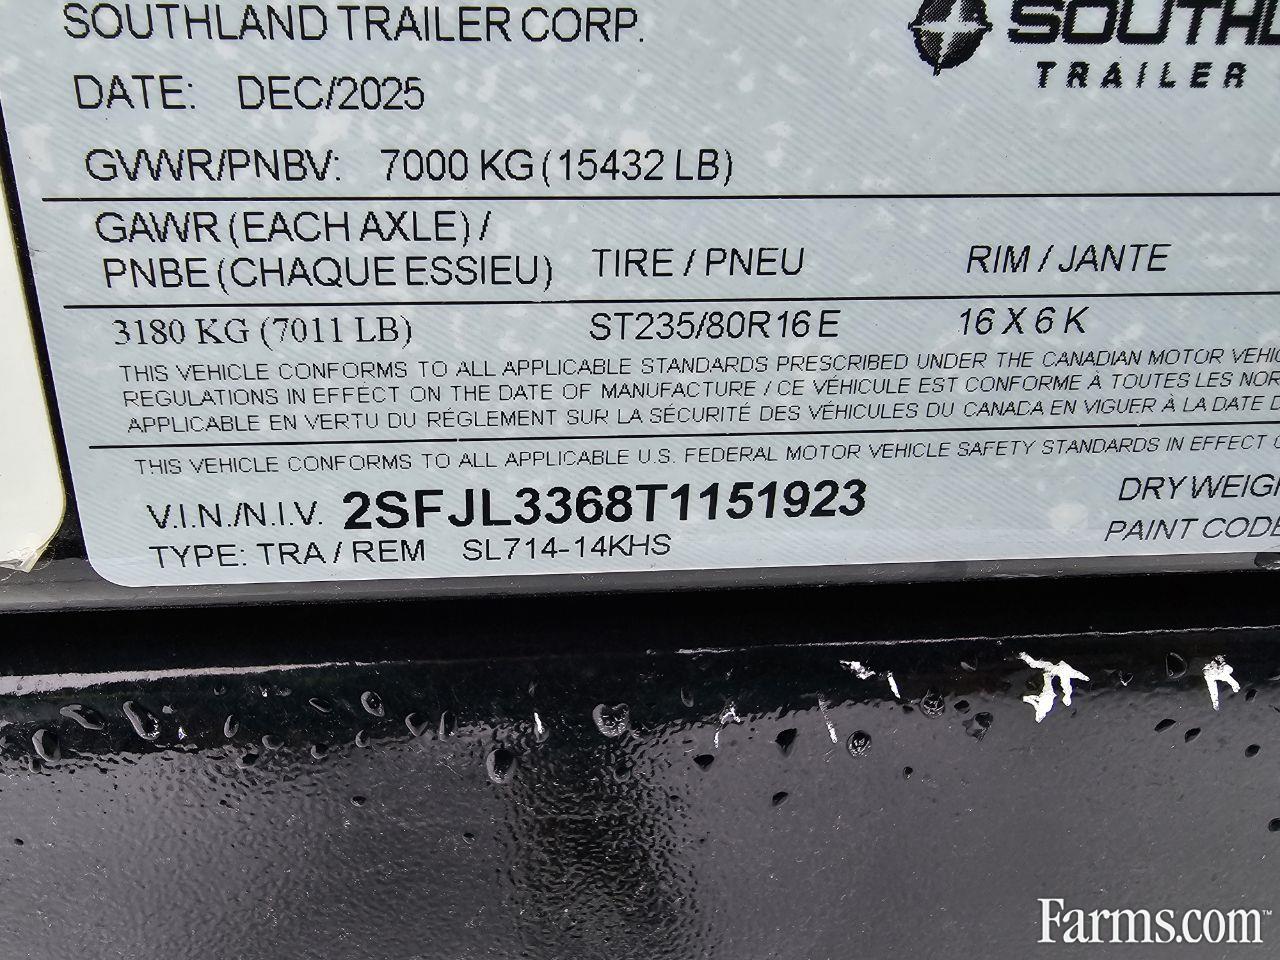 SOUTHLAND TRAILER CORP.
SOUTHL
TRAILER
DATE: DEC/2025
GVWR/PNBV: 7000 KG (15432 LB)
GAWR (EACH AXLE) /
PNBE (CHAQUE ESSIEU) TIRE / PNEU RIM / JANTE
3180 KG (7011 LB) ST235/80R16 E 16 X 6 K
THIS VEHICLE CONFORMS TO ALL APPLICABLE STANDARDS PRESCRIBED UNDER THE CANADIAN MOTOR VEHIC
REGULATIONS IN EFFECT ON THE DATE OF MANUFACTURE / CE VÉHICULE EST CONFORME À TOUTES LES NOR
APPLICABLE EN VERTU DU RÉGLEMENT SUR LA SÉCURITÉ DES VÉHICULES DU CANADA EN VIGUER À LA DATE D
THIS VEHICLE CONFORMS TO ALL APPLICABLE U.S. FEDERAL MOTOR VEHICLE SAFETY STANDARDS IN EFFECT
V.I.N./N.I.V. 2SFJL3368T1151923 DRY WEIGH
TYPE: TRA / REM SL714-14KHS PAINT CODE
Farms.com™